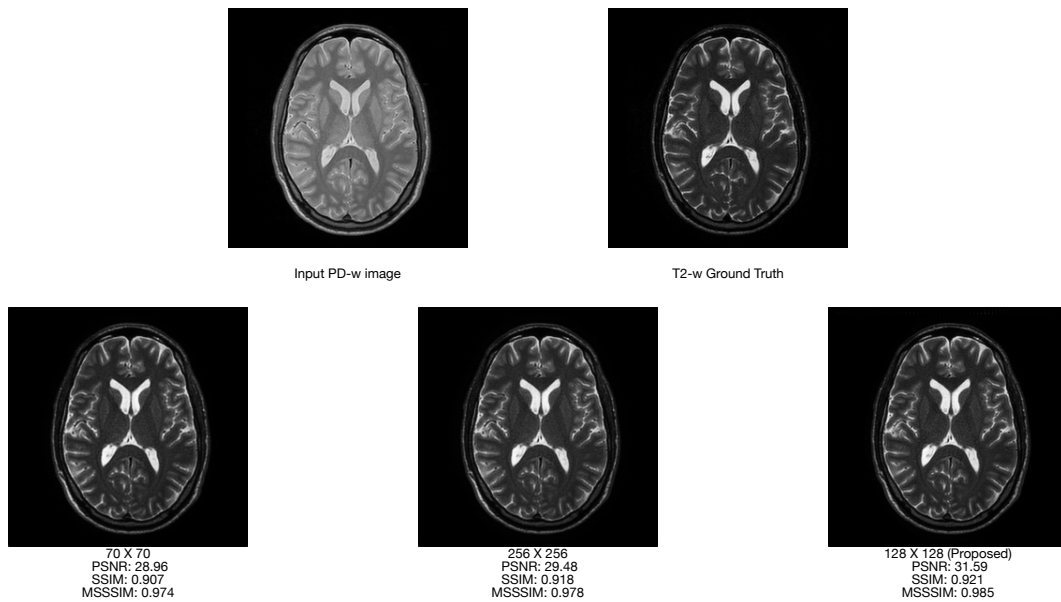 Input PD-w image
T2-w Ground Truth
70 X 70
PSNR: 28.96
SSIM: 0.907
MSSSIM: 0.974
256 X 256
PSNR: 29.48
SSIM: 0.918
MSSSIM: 0.978
128 X 128 (Proposed)
PSNR: 31.59
SSIM: 0.921
MSSSIM: 0.985